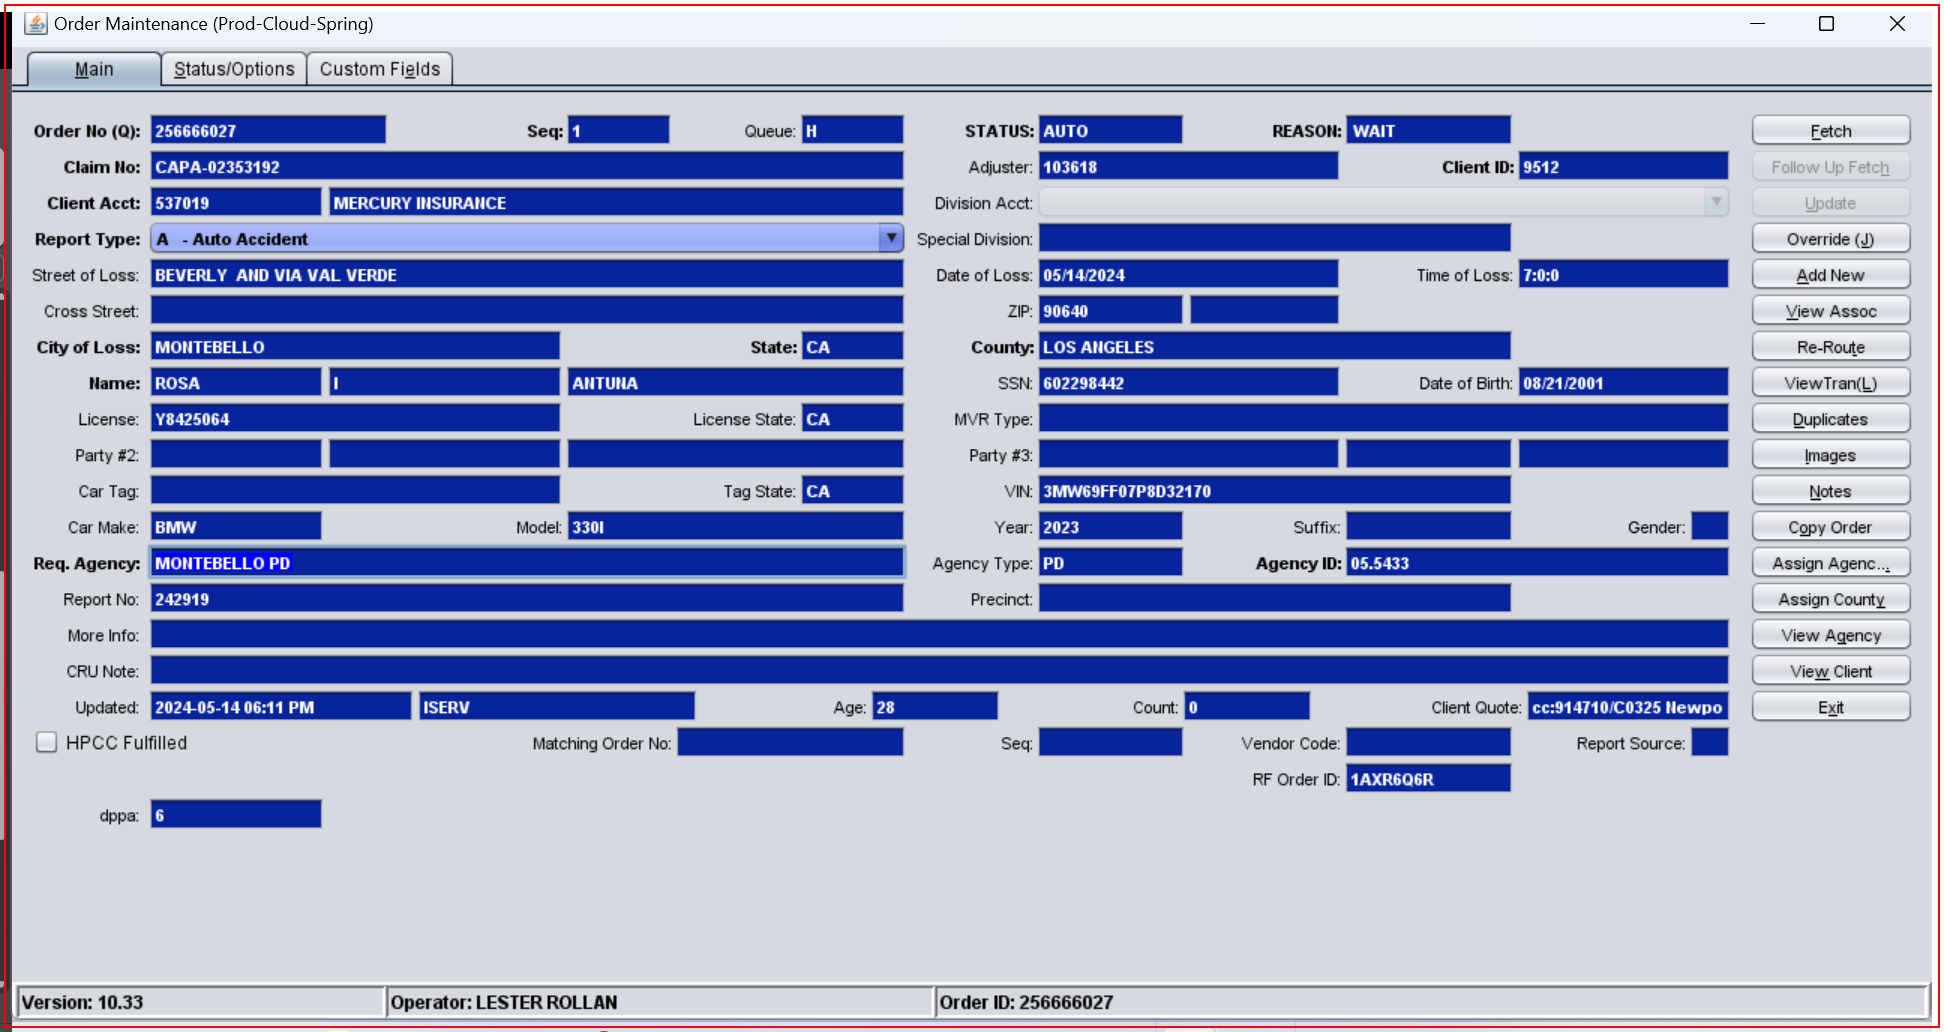 Order Maintenance (Prod-Cloud-Spring)
Main Status/Options Custom Fields
Order No (Q): 256666027 Seq: 1 Queue: H STATUS: AUTO REASON: WAIT Fetch
Claim No: CAPA-02353192 Adjuster: 103618 Client ID: 9512 Follow Up Fetch
Client Acct: 537019 MERCURY INSURANCE Division Acct: Update
Report Type: A - Auto Accident Special Division: Override (J)
Street of Loss: BEVERLY AND VIA VAL VERDE Date of Loss: 05/14/2024 Time of Loss: 7:0:0 Add New
Cross Street: ZIP: 90640 View Assoc
City of Loss: MONTEBELLO State: CA County: LOS ANGELES Re-Route
Name: ROSA I ANTUNA SSN: 602298442 Date of Birth: 08/21/2001 ViewTran(L)
License: Y8425064 License State: CA MVR Type: Duplicates
Party #2: Party #3: Images
Car Tag: Tag State: CA VIN: 3MW69FF07P8D32170 Notes
Car Make: BMW Model: 330I Year: 2023 Suffix: Gender: Copy Order
Req. Agency: MONTEBELLO PD Agency Type: PD Agency ID: 05.5433 Assign Agenc...
Report No: 242919 Precinct: Assign County
More Info: View Agency
CRU Note: View Client
Updated: 2024-05-14 06:11 PM ISERV Age: 28 Count: 0 Client Quote: cc:914710/C0325 Newpo Exit
HPCC Fulfilled Matching Order No: Seq: Vendor Code: Report Source:
RF Order ID: 1AXR6Q6R
dppa: 6
Version: 10.33 Operator: LESTER ROLLAN Order ID: 256666027